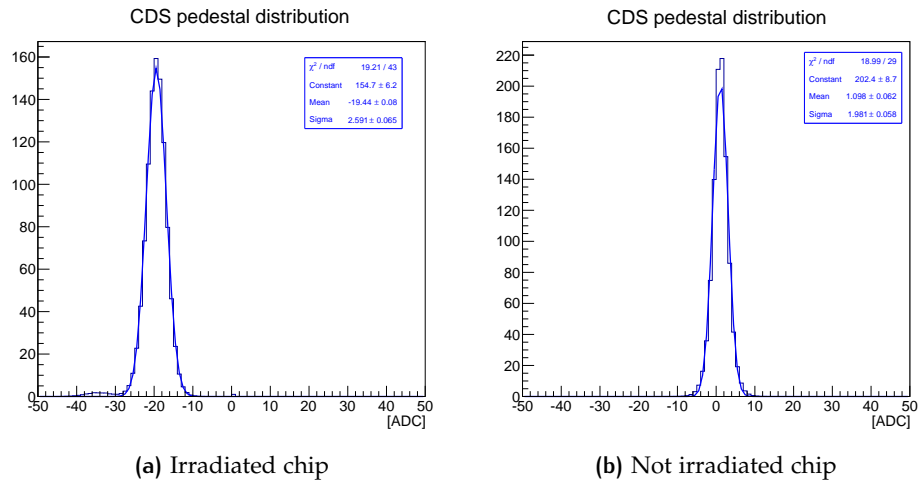 CDS pedestal distribution
χ² / ndf 19.21 / 43
Constant 154.7 ± 6.2
Mean -19.44 ± 0.08
Sigma 2.591 ± 0.065
160
140
120
100
80
60
40
20
0
-50 -40 -30 -20 -10 0 10 20 30 40 50
[ADC]
(a) Irradiated chip
CDS pedestal distribution
χ² / ndf 18.99 / 29
Constant 202.4 ± 8.7
Mean 1.098 ± 0.062
Sigma 1.981 ± 0.058
220
200
180
160
140
120
100
80
60
40
20
0
-50 -40 -30 -20 -10 0 10 20 30 40 50
[ADC]
(b) Not irradiated chip